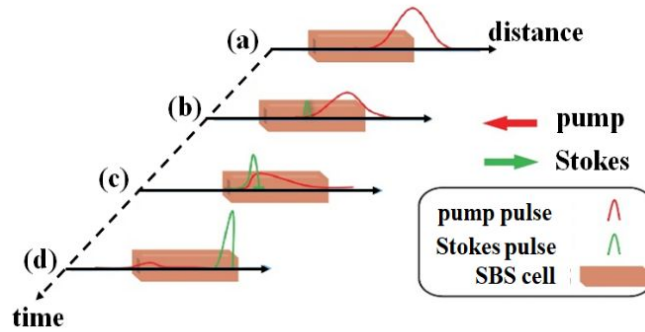 (a)
distance
(b)
pump
Stokes
(c)
pump pulse
Stokes pulse
SBS cell
(d)
time